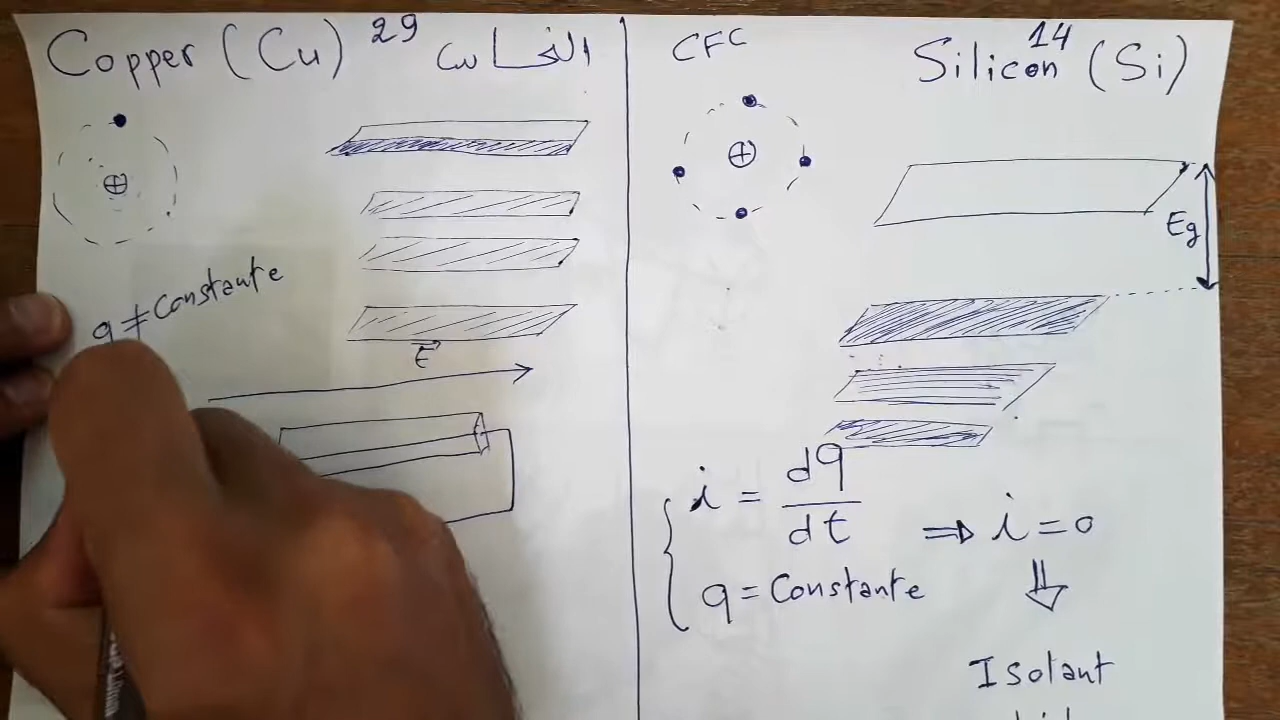 Copper (Cu) 29 النحاس
q ≠ Constante
E
CFC
Silicon 14 (Si)
Eg
i = dq/dt ⇒ i = 0
q = Constante
⇓
Isolant